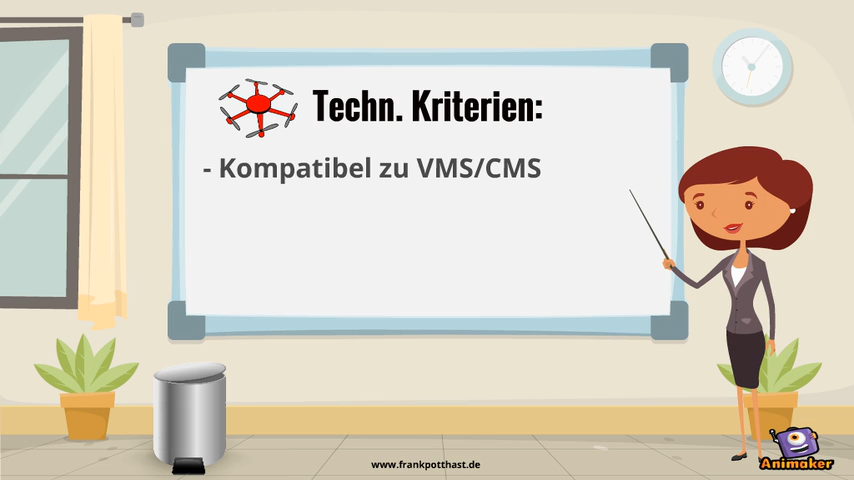 Techn. Kriterien:
- Kompatibel zu VMS/CMS
www.frankpotthast.de
Animaker